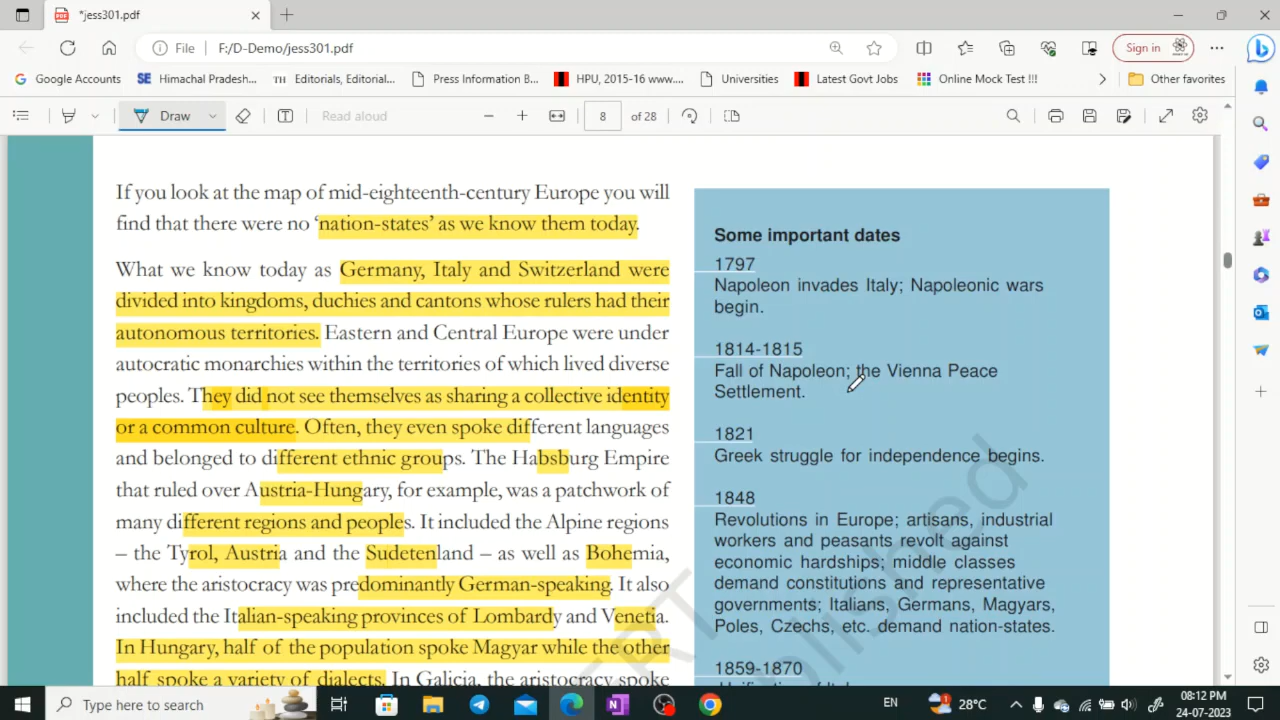 *jess301.pdf
File
F:/D-Demo/jess301.pdf
Sign in
Google Accounts
SE Himachal Pradesh...
TH Editorials, Editorial...
Press Information B...
HPU, 2015-16 www....
Universities
Latest Govt Jobs
Online Mock Test !!!
Other favorites
Draw
Read aloud
8 of 28
If you look at the map of mid-eighteenth-century Europe you will
find that there were no ‘nation-states’ as we know them today.
What we know today as Germany, Italy and Switzerland were
divided into kingdoms, duchies and cantons whose rulers had their
autonomous territories. Eastern and Central Europe were under
autocratic monarchies within the territories of which lived diverse
peoples. They did not see themselves as sharing a collective identity
or a common culture. Often, they even spoke different languages
and belonged to different ethnic groups. The Habsburg Empire
that ruled over Austria-Hungary, for example, was a patchwork of
many different regions and peoples. It included the Alpine regions
– the Tyrol, Austria and the Sudetenland – as well as Bohemia,
where the aristocracy was predominantly German-speaking. It also
included the Italian-speaking provinces of Lombardy and Venetia.
In Hungary, half of the population spoke Magyar while the other
half spoke a variety of dialects. In Galicia, the aristocracy spoke
Some important dates
1797
Napoleon invades Italy; Napoleonic wars
begin.
1814-1815
Fall of Napoleon; the Vienna Peace
Settlement.
1821
Greek struggle for independence begins.
1848
Revolutions in Europe; artisans, industrial
workers and peasants revolt against
economic hardships; middle classes
demand constitutions and representative
governments; Italians, Germans, Magyars,
Poles, Czechs, etc. demand nation-states.
1859-1870
Type here to search
28°C
EN
08:12 PM
24-07-2023